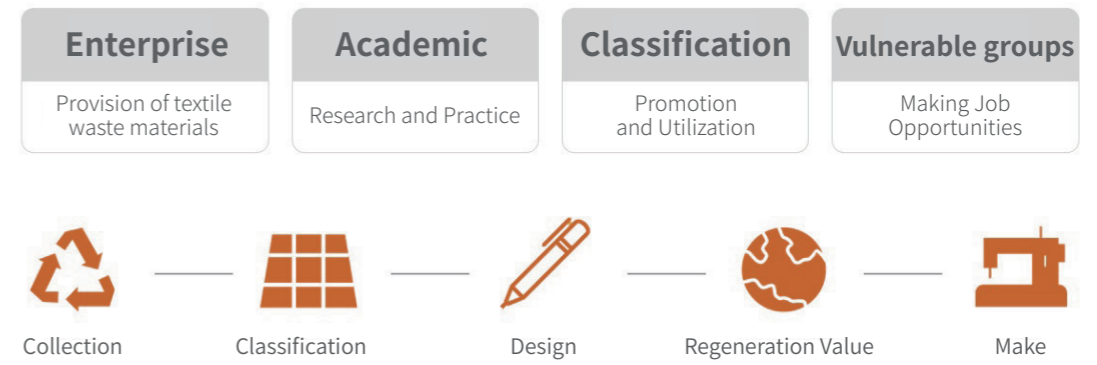 Enterprise
Provision of textile
waste materials
Academic
Research and Practice
Classification
Promotion
and Utilization
Vulnerable groups
Making Job
Opportunities
Collection
Classification
Design
Regeneration Value
Make